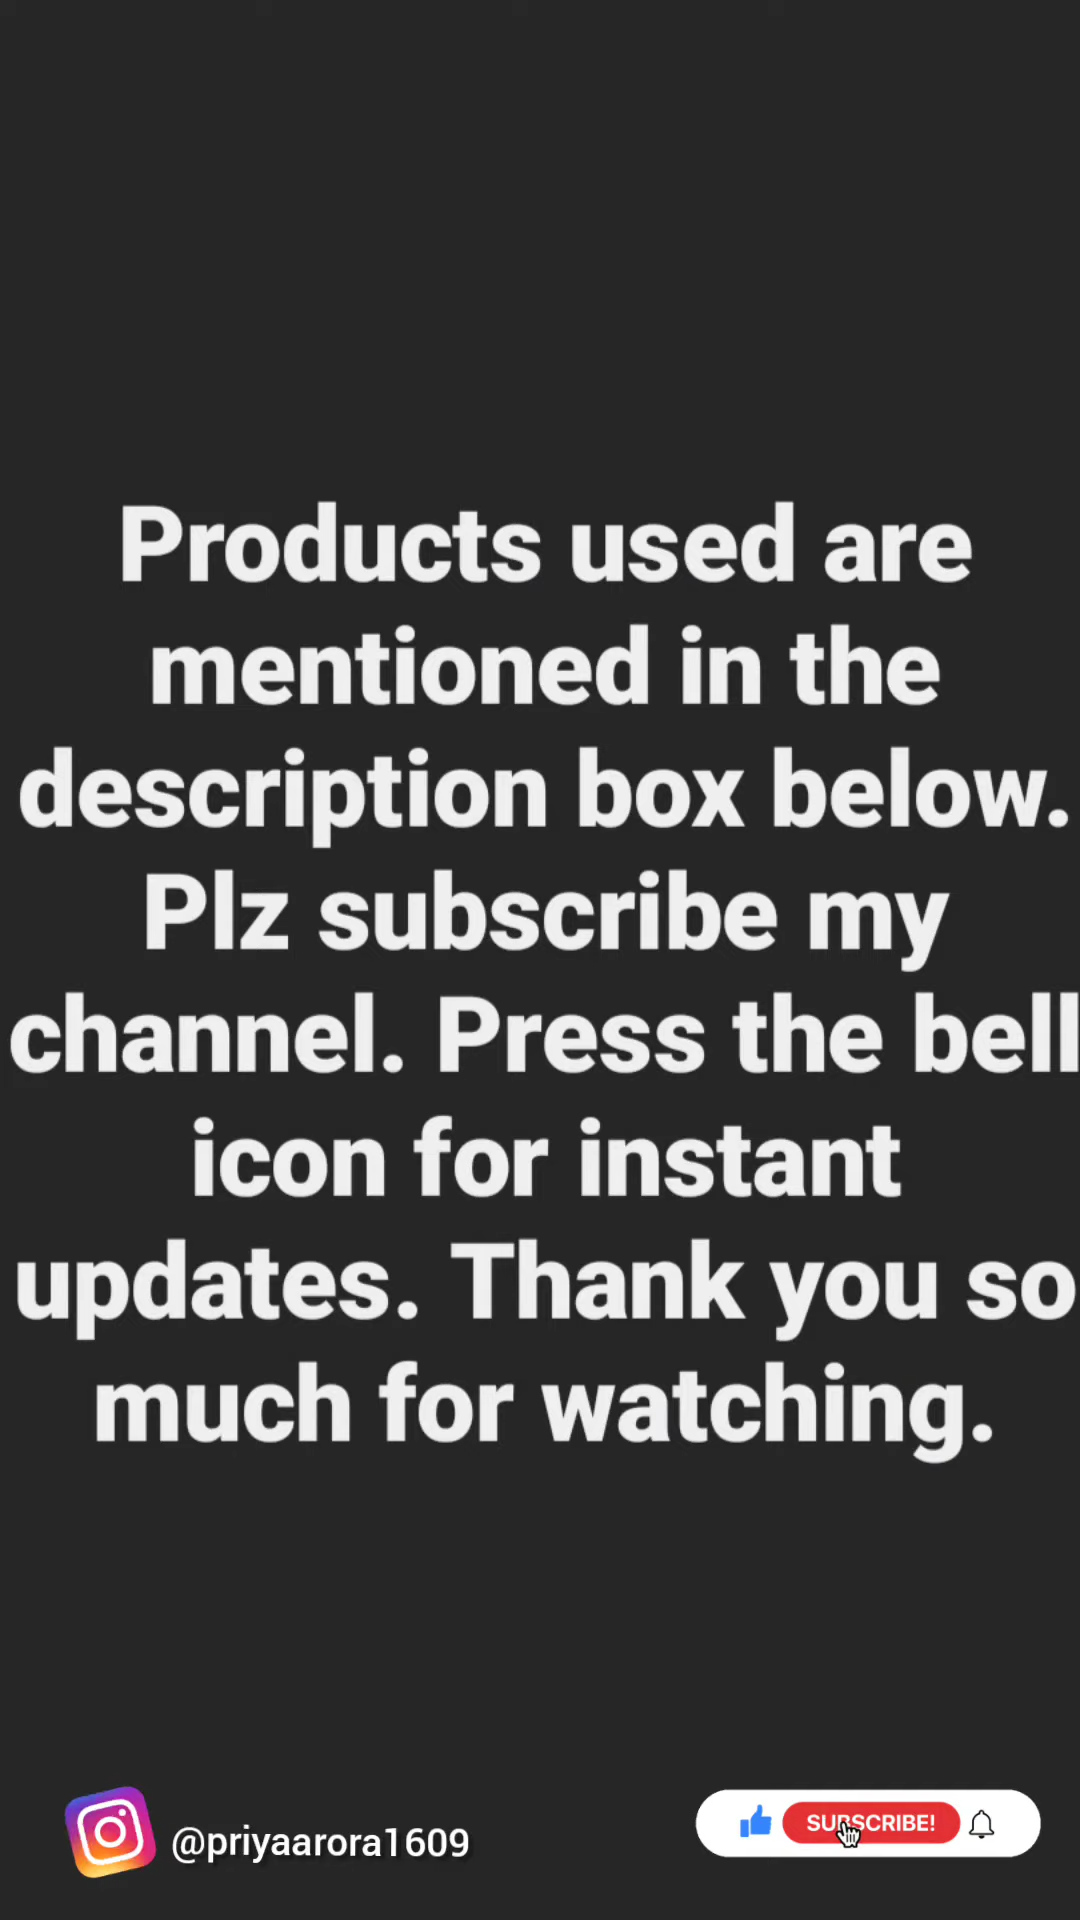 Products used are
mentioned in the
description box below.
Plz subscribe my
channel. Press the bell
icon for instant
updates. Thank you so
much for watching.
@priyaarora1609
SUBSCRIBE!